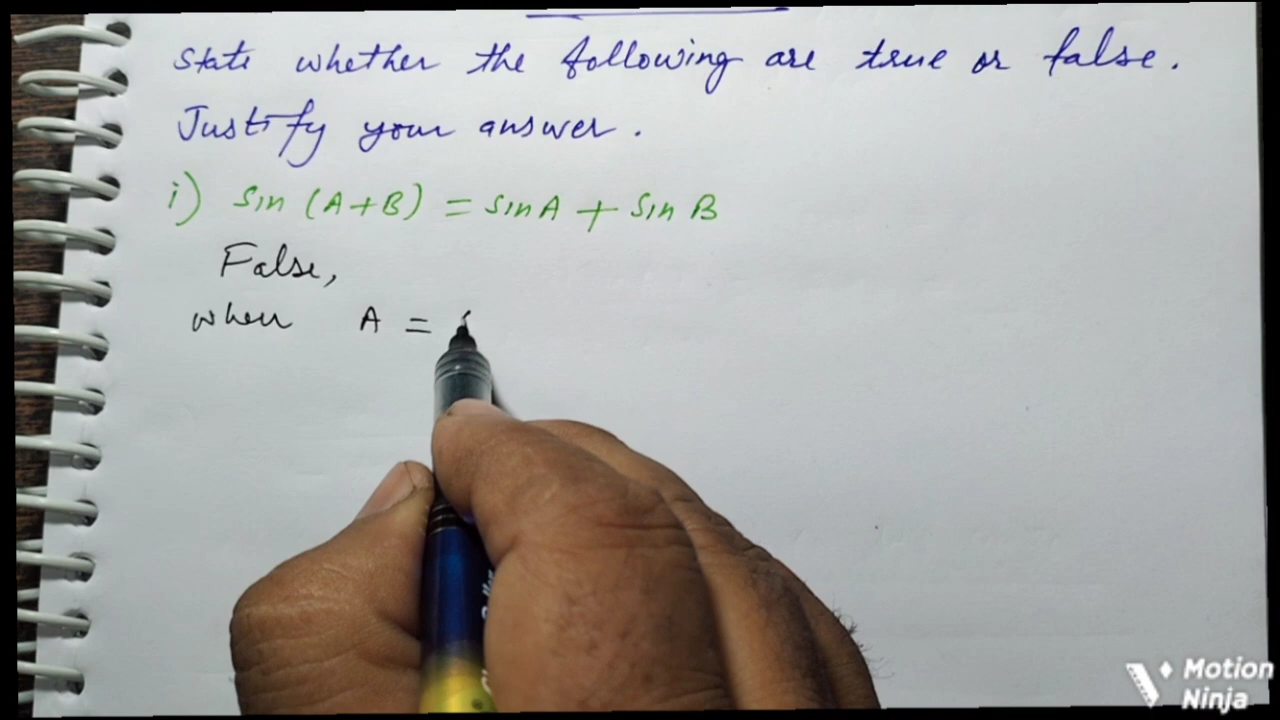 State whether the following are true or false.
Justify your answer.
i) sin (A+B) = sin A + sin B
False,
when A =
Motion
Ninja